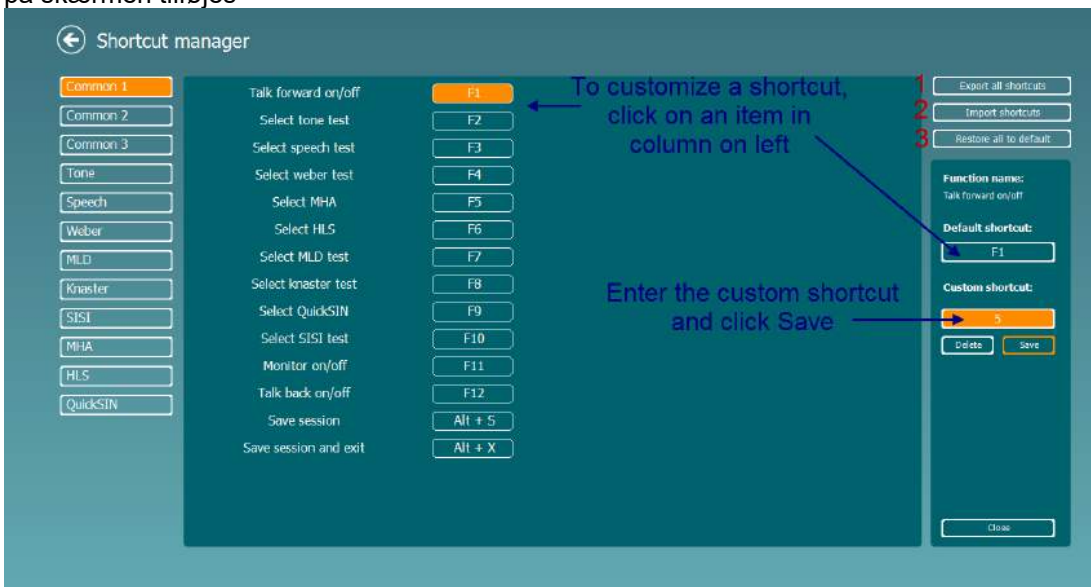 på skærmen tilføjes
Shortcut manager
Common 1
Common 2
Common 3
Tone
Speech
Weber
MLD
Knaster
SISI
MHA
HLS
QuickSIN
Talk forward on/off F1
Select tone test F2
Select speech test F3
Select weber test F4
Select MHA F5
Select HLS F6
Select MLD test F7
Select knaster test F8
Select QuickSIN F9
Select SISI test F10
Monitor on/off F11
Talk back on/off F12
Save session Alt + S
Save session and exit Alt + X
To customize a shortcut,
click on an item in
column on left
Enter the custom shortcut
and click Save
1 Export all shortcuts
2 Import shortcuts
3 Restore all to default
Function name:
Talk forward on/off
Default shortcut:
F1
Custom shortcut:
5
Delete Save
Close